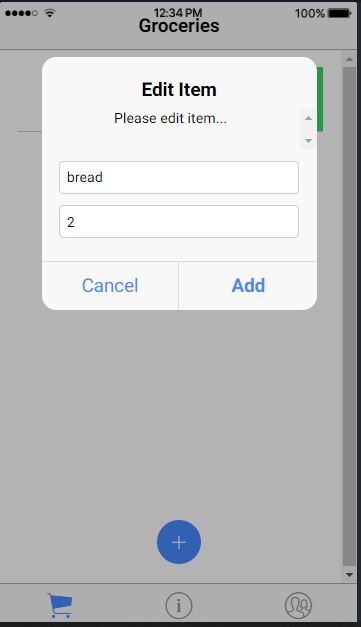 12:34 PM
100%
Groceries
Edit Item
Please edit item...
bread
2
Cancel
Add